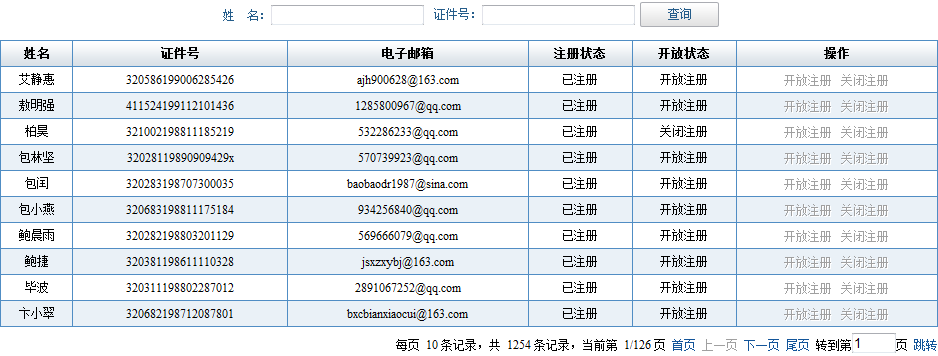 姓 名: 证件号: 查询
姓名 证件号 电子邮箱 注册状态 开放状态 操作
艾静惠 320586199006285426 ajh900628@163.com 已注册 开放注册 开放注册 关闭注册
敖明强 411524199112101436 1285800967@qq.com 已注册 开放注册 开放注册 关闭注册
柏昊 321002198811185219 532286233@qq.com 已注册 关闭注册 开放注册 关闭注册
包林坚 32028119890909429x 570739923@qq.com 已注册 开放注册 开放注册 关闭注册
包闰 320283198707300035 baobaodr1987@sina.com 已注册 开放注册 开放注册 关闭注册
包小燕 320683198811175184 934256840@qq.com 已注册 开放注册 开放注册 关闭注册
鲍晨雨 320282198803201129 569666079@qq.com 已注册 开放注册 开放注册 关闭注册
鲍捷 320381198611110328 jsxzxybj@163.com 已注册 开放注册 开放注册 关闭注册
毕波 320311198802287012 2891067252@qq.com 已注册 开放注册 开放注册 关闭注册
卞小翠 320682198712087801 bxcbianxiaocui@163.com 已注册 开放注册 开放注册 关闭注册
每页 10条记录，共 1254条记录，当前第 1/126页 首页 上一页 下一页 尾页 转到第1页 跳转